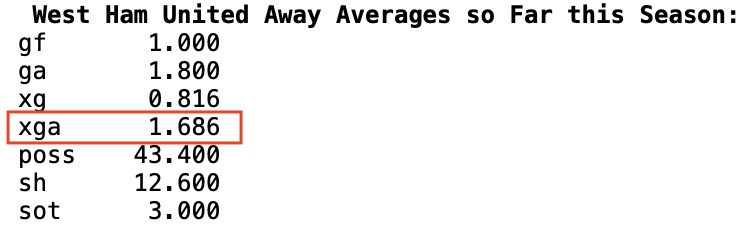 West Ham United Away Averages so Far this Season:
gf 1.000
ga 1.800
xg 0.816
xga 1.686
poss 43.400
sh 12.600
sot 3.000